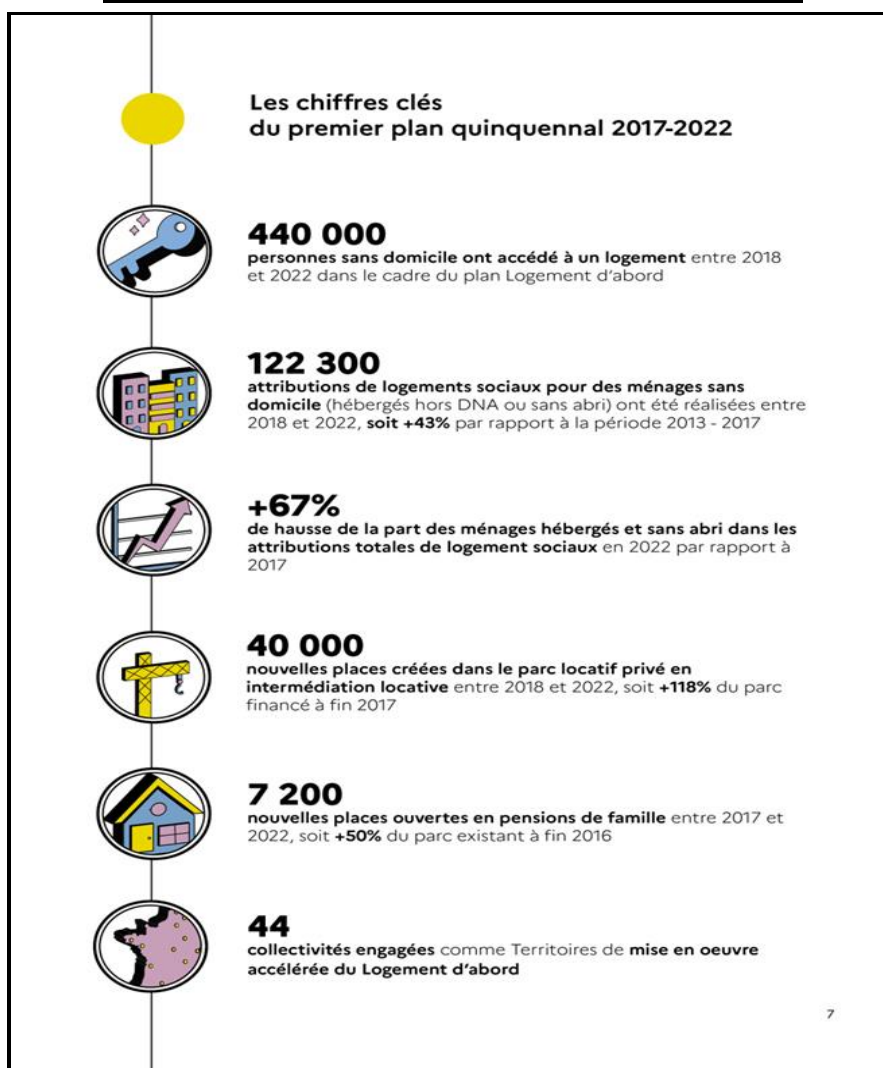 Les chiffres clés
du premier plan quinquennal 2017-2022
440 000
personnes sans domicile ont accédé à un logement entre 2018
et 2022 dans le cadre du plan Logement d'abord
122 300
attributions de logements sociaux pour des ménages sans
domicile (hébergés hors DNA ou sans abri) ont été réalisées entre
2018 et 2022, soit +43% par rapport à la période 2013 - 2017
+67%
de hausse de la part des ménages hébergés et sans abri dans les
attributions totales de logement sociaux en 2022 par rapport à
2017
40 000
nouvelles places créées dans le parc locatif privé en
intermédiation locative entre 2018 et 2022, soit +118% du parc
financé à fin 2017
7 200
nouvelles places ouvertes en pensions de famille entre 2017 et
2022, soit +50% du parc existant à fin 2016
44
collectivités engagées comme Territoires de mise en oeuvre
accélérée du Logement d'abord
7